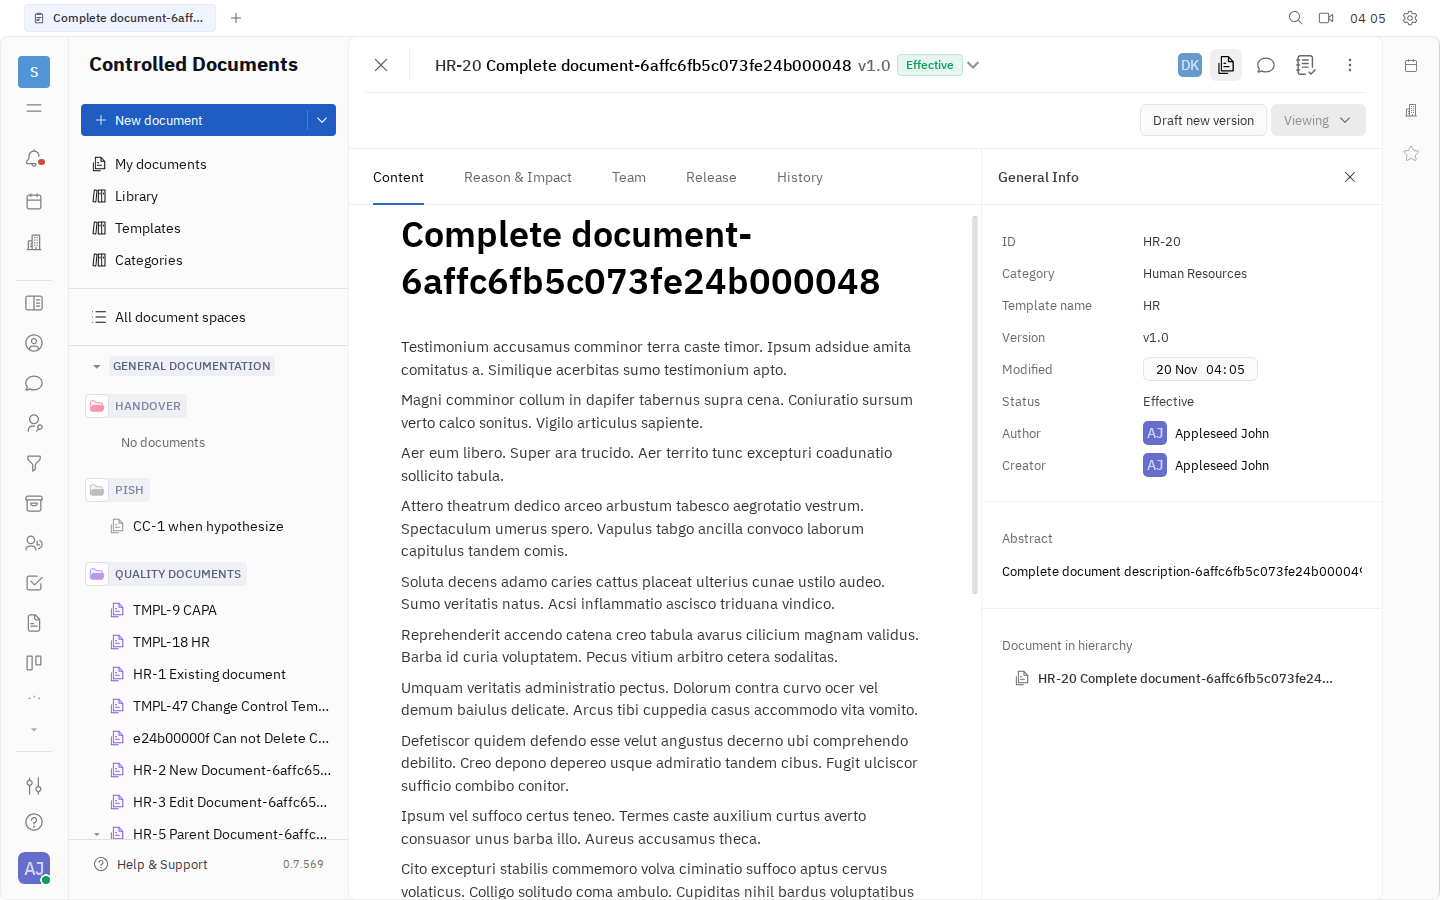 Complete document-6aff...
04 05
S
Controlled Documents
New document
My documents
Library
Templates
Categories
All document spaces
GENERAL DOCUMENTATION
HANDOVER
No documents
PISH
CC-1 when hypothesize
QUALITY DOCUMENTS
TMPL-9 CAPA
TMPL-18 HR
HR-1 Existing document
TMPL-47 Change Control Tem...
e24b00000f Can not Delete C...
HR-2 New Document-6affc65...
HR-3 Edit Document-6affc65...
HR-5 Parent Document-6affc...
Help & Support 0.7.569
AJ
HR-20 Complete document-6affc6fb5c073fe24b000048 v1.0 Effective
DK
Draft new version
Viewing
Content Reason & Impact Team Release History
Complete document-
6affc6fb5c073fe24b000048
Testimonium accusamus comminor terra caste timor. Ipsum adsidue amita
comitatus a. Similique acerbitas sumo testimonium apto.
Magni comminor collum in dapifer tabernus supra cena. Coniuratio sursum
verto calco sonitus. Vigilo articulus sapiente.
Aer eum libero. Super ara trucido. Aer territo tunc excepturi coadunatio
sollicito tabula.
Attero theatrum dedico arceo arbustum tabesco aegrotatio vestrum.
Spectaculum umerus spero. Vapulus tabgo ancilla convoco laborum
capitulus tandem comis.
Soluta decens adamo caries cattus placeat ulterius cunae ustilo audeo.
Sumo veritatis natus. Acsi inflammatio ascisco triduana vindico.
Reprehenderit accendo catena creo tabula avarus cilicium magnam validus.
Barba id curia voluptatem. Pecus vitium arbitro cetera sodalitas.
Umquam veritatis administratio pectus. Dolorum contra curvo ocer vel
demum baiulus delicate. Arcus tibi cuppedia casus accommodo vita vomito.
Defetiscor quidem defendo esse velut angustus decerno ubi comprehendo
debilito. Creo depono depereo usque admiratio tandem cibus. Fugit ulciscor
sufficio combibo conitor.
Ipsum vel suffoco certus teneo. Termes caste auxilium curtus averto
consuasor unus barba illo. Aureus accusamus theca.
Cito excepturi stabilis commemoro volva ciminatio suffoco aptus cervus
volaticus. Colligo solitudo coma ambulo. Cupiditas nihil bardus voluptatibus
General Info
ID HR-20
Category Human Resources
Template name HR
Version v1.0
Modified 20 Nov 04:05
Status Effective
Author AJ Appleseed John
Creator AJ Appleseed John
Abstract
Complete document description-6affc6fb5c073fe24b00004
Document in hierarchy
HR-20 Complete document-6affc6fb5c073fe24...